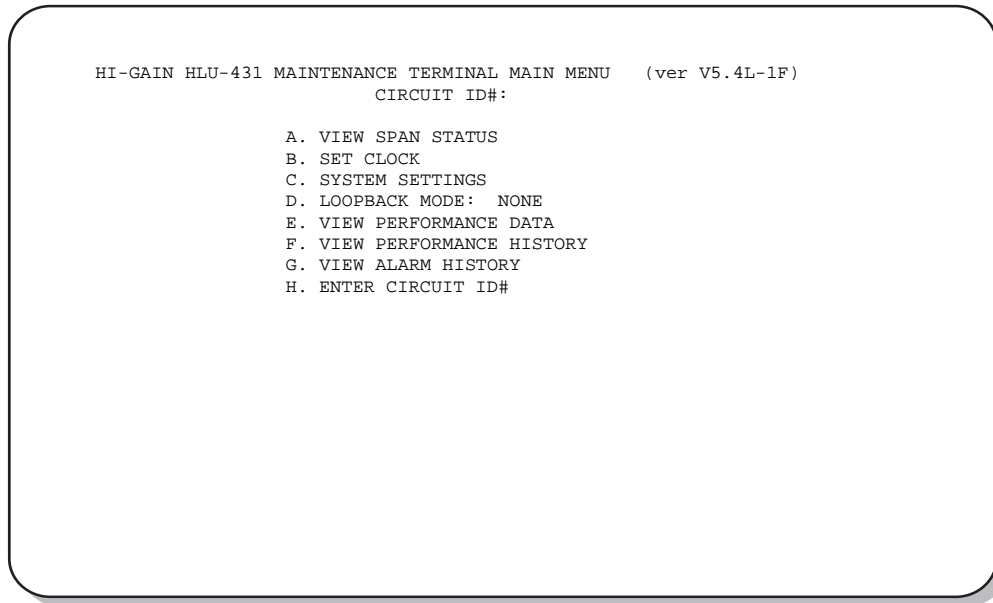 HI-GAIN HLU-431 MAINTENANCE TERMINAL MAIN MENU (ver V5.4L-1F)
CIRCUIT ID#:
A. VIEW SPAN STATUS
B. SET CLOCK
C. SYSTEM SETTINGS
D. LOOPBACK MODE: NONE
E. VIEW PERFORMANCE DATA
F. VIEW PERFORMANCE HISTORY
G. VIEW ALARM HISTORY
H. ENTER CIRCUIT ID#